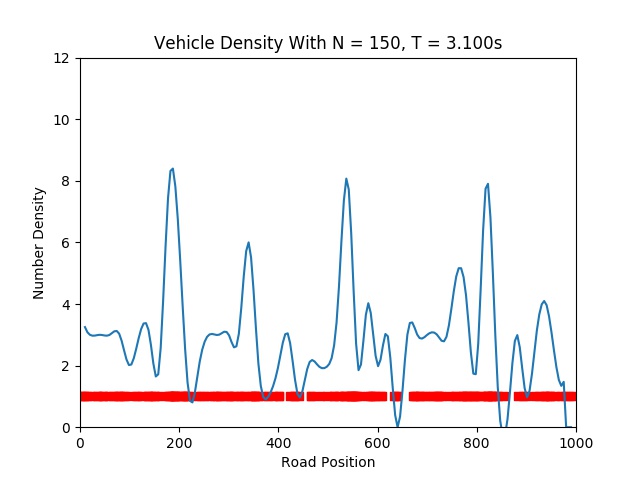 Vehicle Density With N = 150, T = 3.100s
12
10
8
6
4
2
0
Number Density
0 200 400 600 800 1000
Road Position